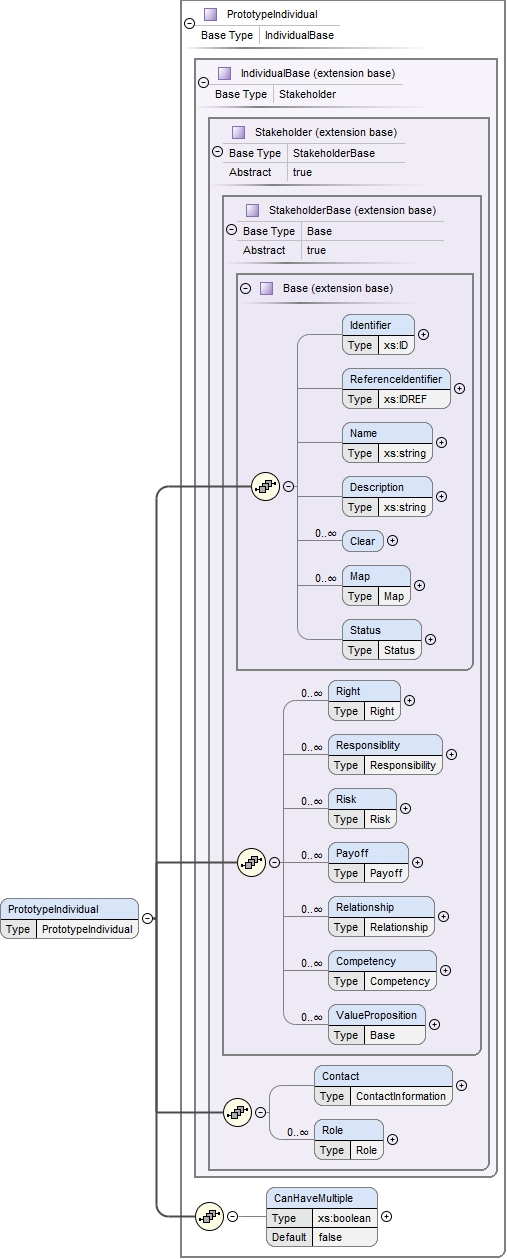 PrototypeIndividual
Base Type IndividualBase
IndividualBase (extension base)
Base Type Stakeholder
Stakeholder (extension base)
Base Type StakeholderBase
Abstract true
StakeholderBase (extension base)
Base Type Base
Abstract true
Base (extension base)
Identifier
Type xs:ID
ReferenceIdentifier
Type xs:IDREF
Name
Type xs:string
Description
Type xs:string
0..∞ Clear
0..∞ Map
Type Map
Status
Type Status
0..∞ Right
Type Right
0..∞ Responsiblity
Type Responsibility
0..∞ Risk
Type Risk
0..∞ Payoff
Type Payoff
0..∞ Relationship
Type Relationship
0..∞ Competency
Type Competency
0..∞ ValueProposition
Type Base
PrototypeIndividual
Type PrototypeIndividual
Contact
Type ContactInformation
0..∞ Role
Type Role
CanHaveMultiple
Type xs:boolean
Default false